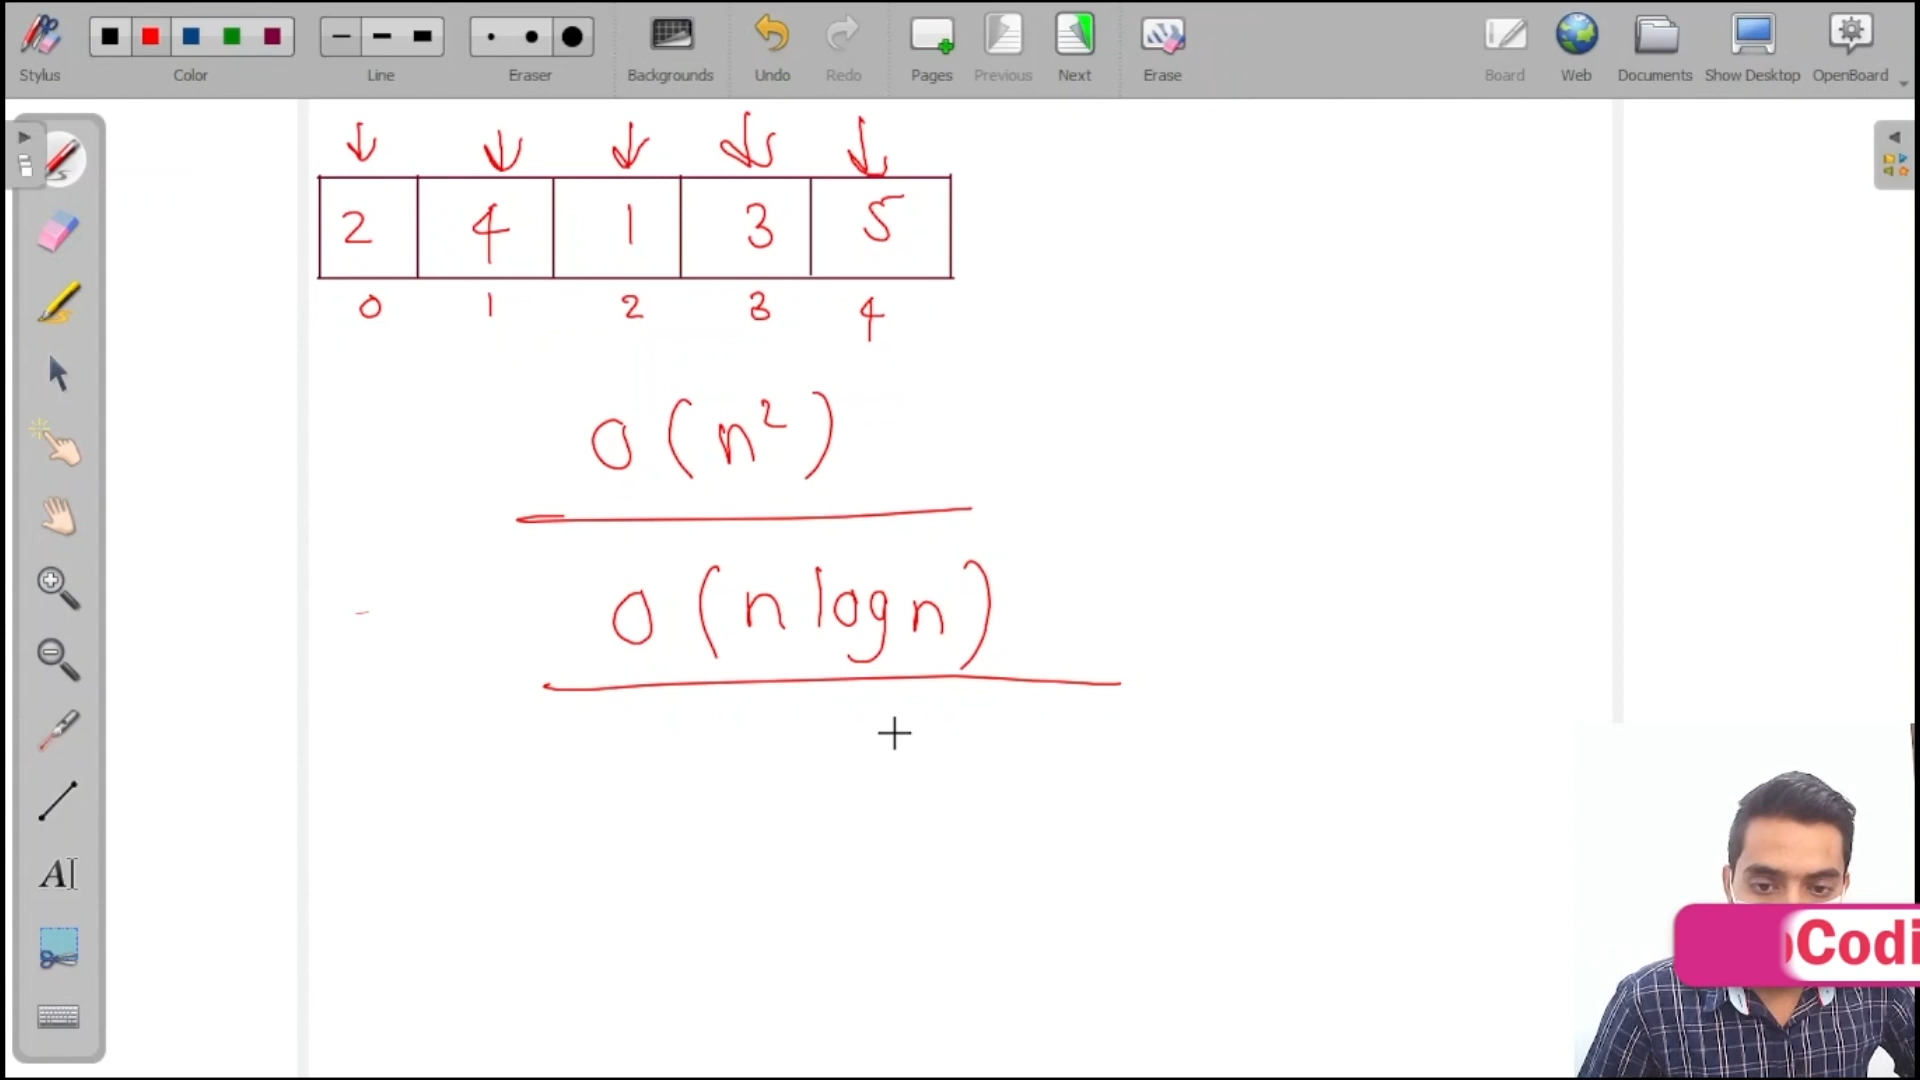 Stylus Color Line Eraser Backgrounds Undo Redo Pages Previous Next Erase Board Web Documents Show Desktop OpenBoard
2 4 1 3 5
0 1 2 3 4
O(n²)
O(n log n)
Codi